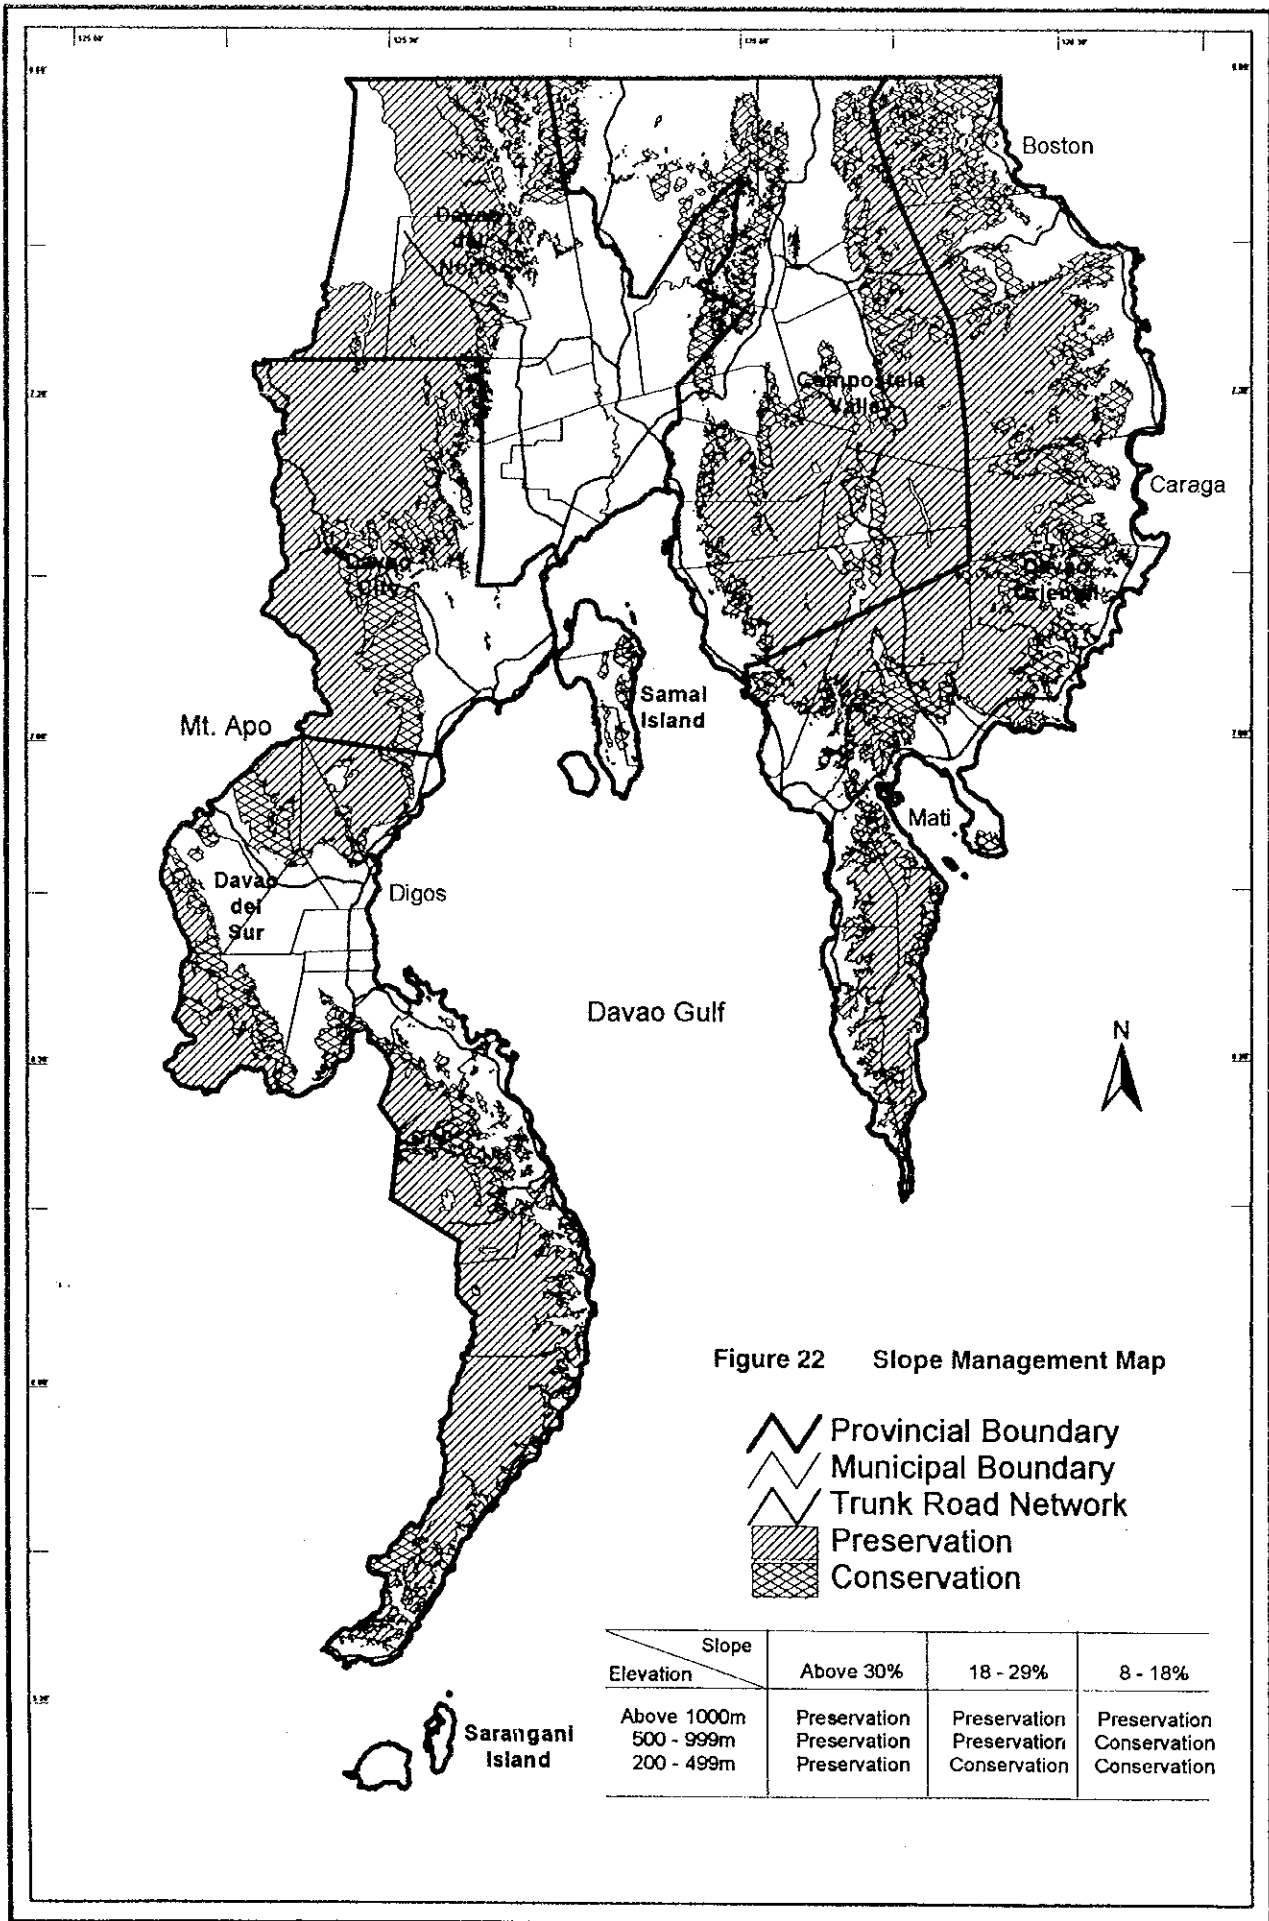 Boston
Davao
del
Norte
Compostela
Valley
Caraga
Davao
City
Davao
Oriental
Samal
Island
Mt. Apo
Mati
Davao
del
Sur
Digos
Davao Gulf
N
Figure 22 Slope Management Map
Provincial Boundary
Municipal Boundary
Trunk Road Network
Preservation
Conservation
Slope
Elevation Above 30% 18 - 29% 8 - 18%
Above 1000m Preservation Preservation Preservation
500 - 999m Preservation Preservation Conservation
200 - 499m Preservation Conservation Conservation
Sarangani
Island